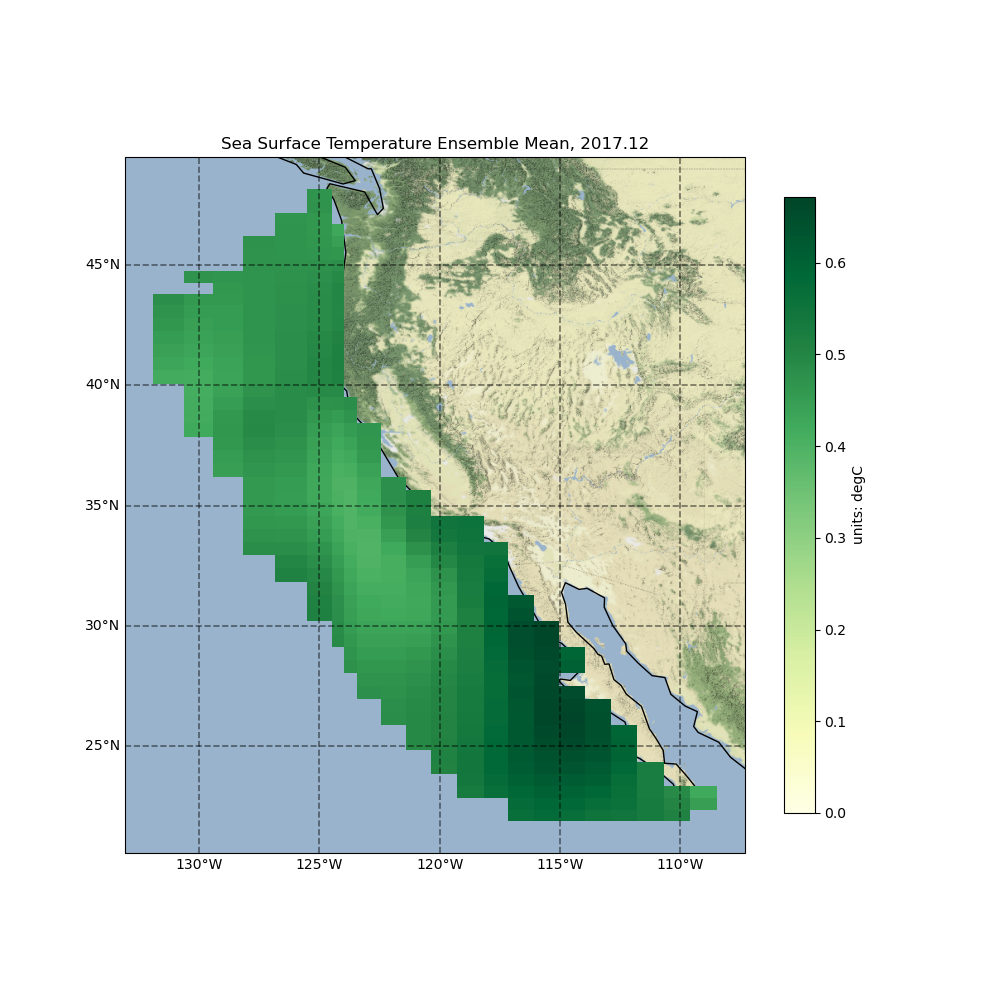 Sea Surface Temperature Ensemble Mean, 2017.12
45°N
40°N
35°N
30°N
25°N
130°W
125°W
120°W
115°W
110°W
0.6
0.5
0.4
0.3
0.2
0.1
0.0
units: degC